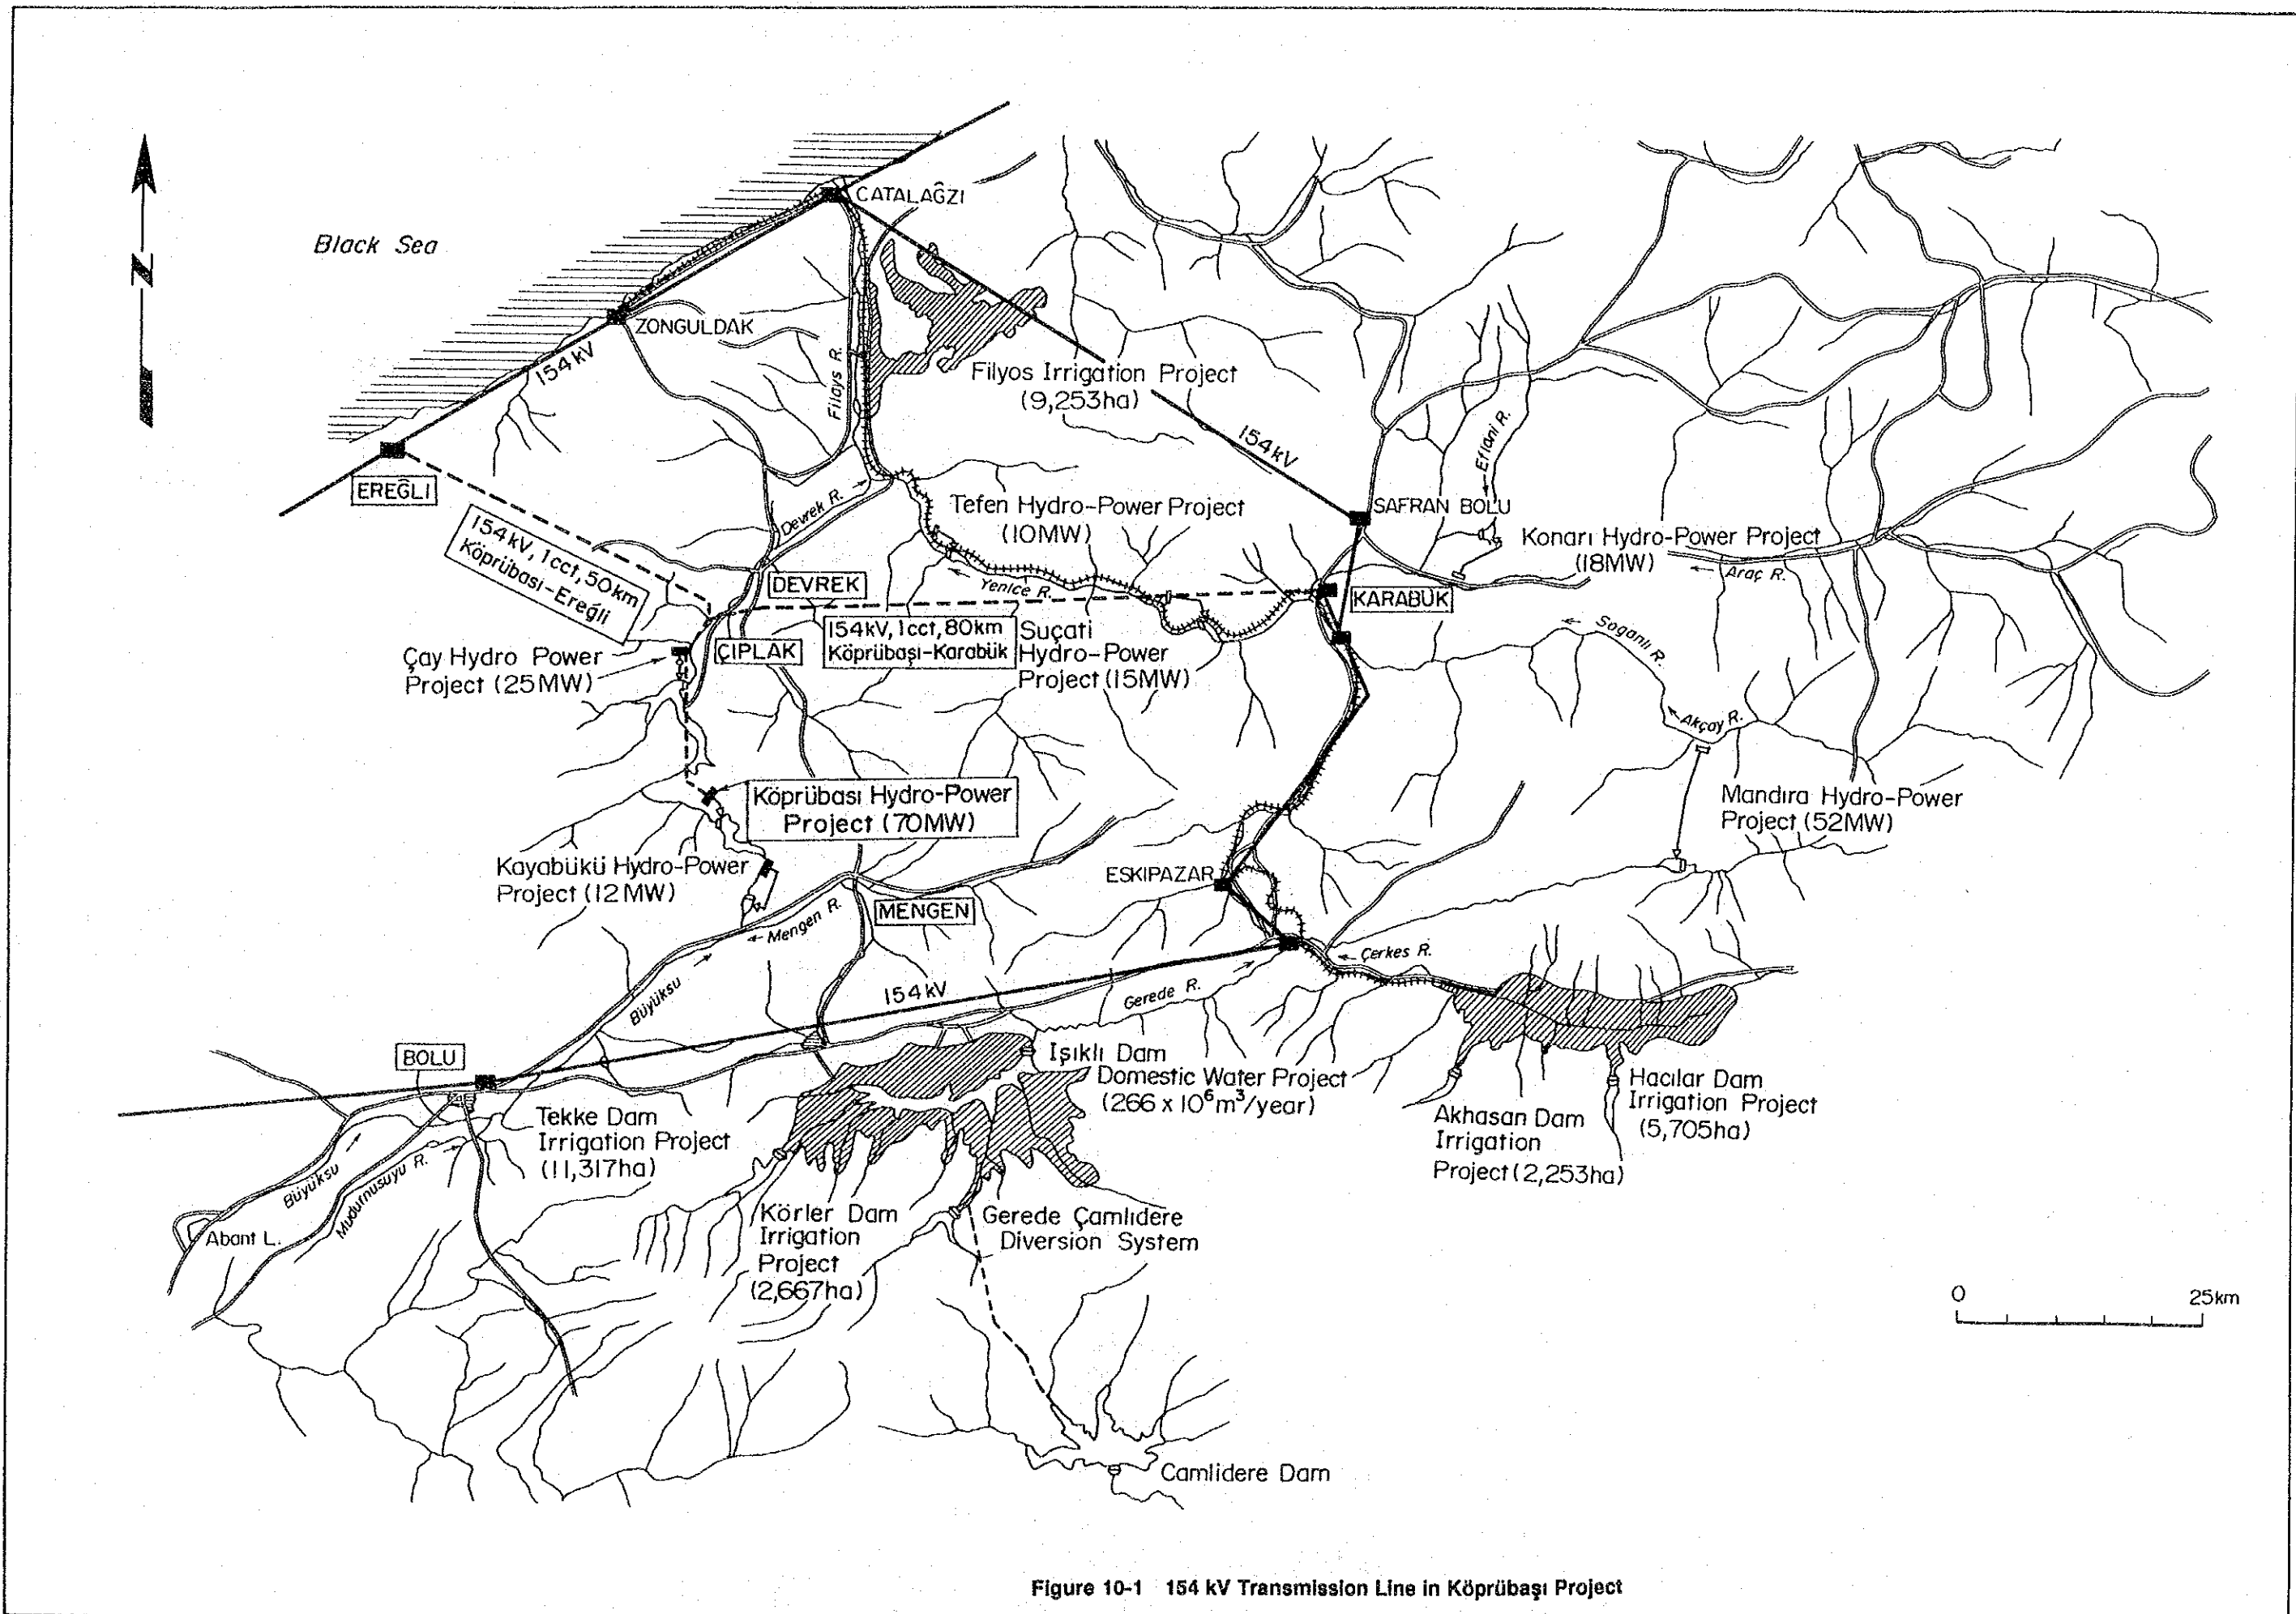 CATALAĞZI
Black Sea
N
ZONGULDAK
154kV
Filays R.
Filyos Irrigation Project
(9,253ha)
154kV
Eflani R.
EREĞLI
SAFRAN BOLU
Tefen Hydro-Power Project
(10MW)
Devrek R.
Konarı Hydro-Power Project
(18MW)
Araç R.
154kV, 1cct, 50km
Köprübası-Ereğli
DEVREK
Yenice R.
KARABÜK
154kV, 1cct, 80km
Köprübaşı-Karabük
Suçati
Hydro-Power
Project (15MW)
Soganlı R.
ÇIPLAK
Çay Hydro Power
Project (25MW)
Akçay R.
Köprübası Hydro-Power
Project (70MW)
Mandıra Hydro-Power
Project (52MW)
Kayabükü Hydro-Power
Project (12MW)
ESKIPAZAR
MENGEN
Mengen R.
Çerkes R.
Büyüksu
154kV
Gerede R.
BOLU
Işıklı Dam
Domestic Water Project
(266 x 10⁶m³/year)
Hacılar Dam
Irrigation Project
(5,705ha)
Tekke Dam
Irrigation Project
(11,317ha)
Akhasan Dam
Irrigation
Project (2,253ha)
Büyüksu
Mudurnusuyu R.
Abant L.
Körler Dam
Irrigation
Project
(2,667ha)
Gerede Çamlıdere
Diversion System
0 25km
Camlidere Dam
Figure 10-1 154 kV Transmission Line in Köprübaşı Project